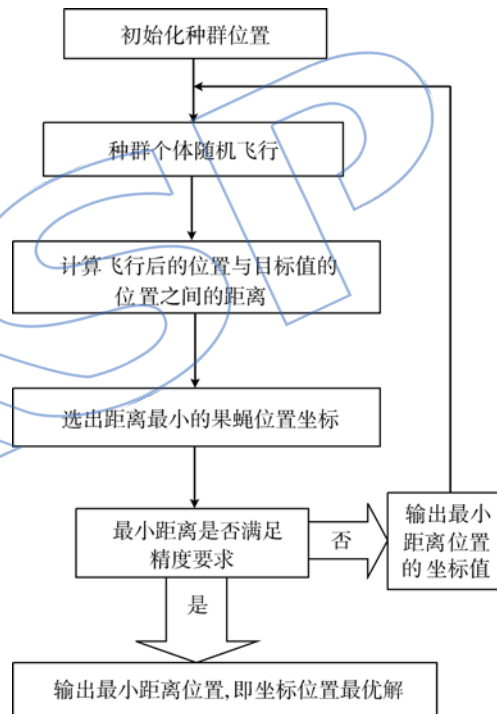 初始化种群位置
种群个体随机飞行
计算飞行后的位置与目标值的
位置之间的距离
选出距离最小的果蝇位置坐标
最小距离是否满足
精度要求
否
输出最小
距离位置
的坐标值
是
输出最小距离位置,即坐标位置最优解
SP